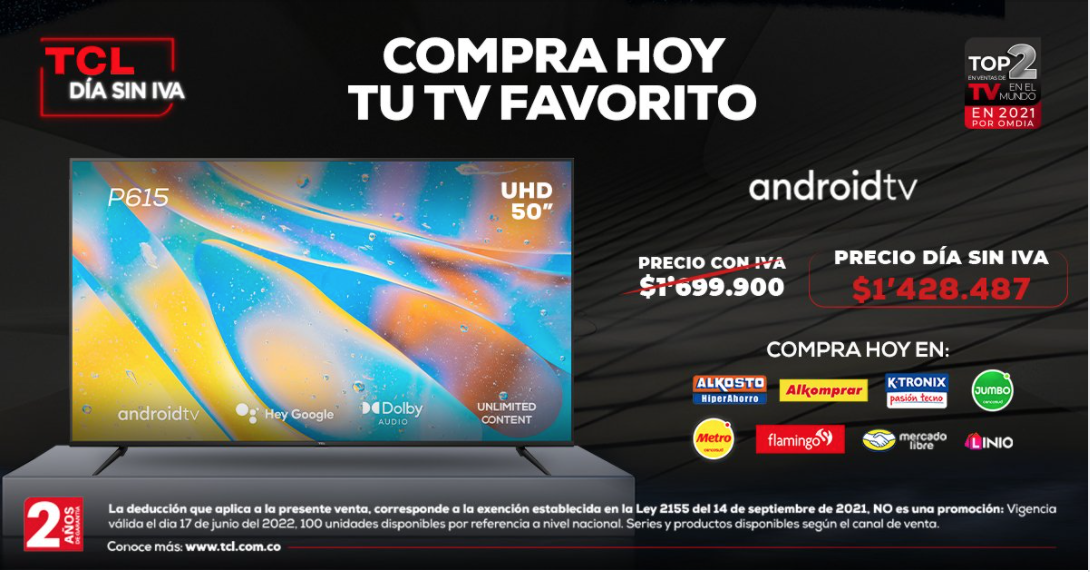 TCL
DÍA SIN IVA
COMPRA HOY
TU TV FAVORITO
TOP 2
EN VENTAS DE
TV EN EL
MUNDO
EN 2021
POR OMDIA
P615
UHD
50”
androidtv
Hey Google
Dolby
AUDIO
UNLIMITED
CONTENT
TCL
androidtv
PRECIO CON IVA
$1'699.900
PRECIO DÍA SIN IVA
$1'428.487
COMPRA HOY EN:
ALKOSTO
HiperAhorro
Alkomprar
K-TRONIX
pasión tecno
JUMBO
cencosud
Metro
cencosud
flamingo
mercado
libre
LINIO
2 AÑOS
DE GARANTÍA
La deducción que aplica a la presente venta, corresponde a la exención establecida en la Ley 2155 del 14 de septiembre de 2021, NO es una promoción: Vigencia
válida el dia 17 de junio del 2022, 100 unidades disponibles por referencia a nivel nacional. Series y productos disponibles según el canal de venta.
Conoce más: www.tcl.com.co